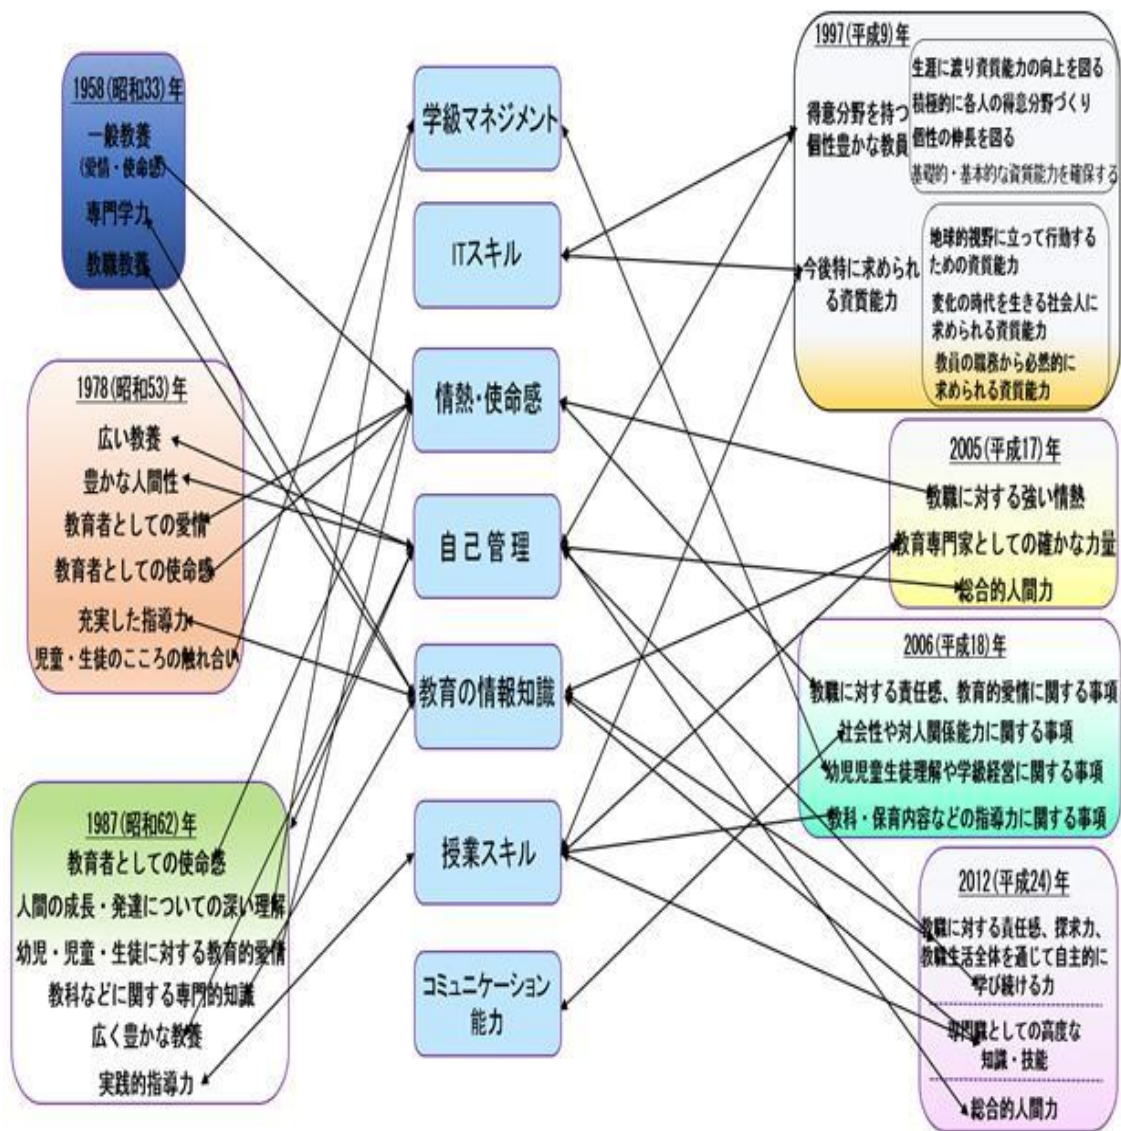 1958(昭和33)年
一般教養
(愛情・使命感)
専門学力
教職教養
1978(昭和53)年
広い教養
豊かな人間性
教育者としての愛情
教育者としての使命感
充実した指導力
児童・生徒のこころの触れ合い
1987(昭和62)年
教育者としての使命感
人間の成長・発達についての深い理解
幼児・児童・生徒に対する教育的愛情
教科などに関する専門的知識
広く豊かな教養
実践的指導力
学級マネジメント
ITスキル
情熱・使命感
自己管理
教育の情報知識
授業スキル
コミュニケーション
能力
1997(平成9)年
得意分野を持つ
個性豊かな教員
生涯に渡り資質能力の向上を図る
積極的に各人の得意分野づくり
個性の伸長を図る
基礎的・基本的な資質能力を確保する
今後特に求められ
る資質能力
地球的視野に立って行動する
ための資質能力
変化の時代を生きる社会人に
求められる資質能力
教員の職務から必然的に
求められる資質能力
2005(平成17)年
教職に対する強い情熱
教育専門家としての確かな力量
総合的人間力
2006(平成18)年
教職に対する責任感、教育的愛情に関する事項
社会性や対人関係能力に関する事項
幼児児童生徒理解や学級経営に関する事項
教科・保育内容などの指導力に関する事項
2012(平成24)年
教職に対する責任感、探求力、
教職生活全体を通じて自主的に
学び続ける力
専門職としての高度な
知識・技能
総合的人間力